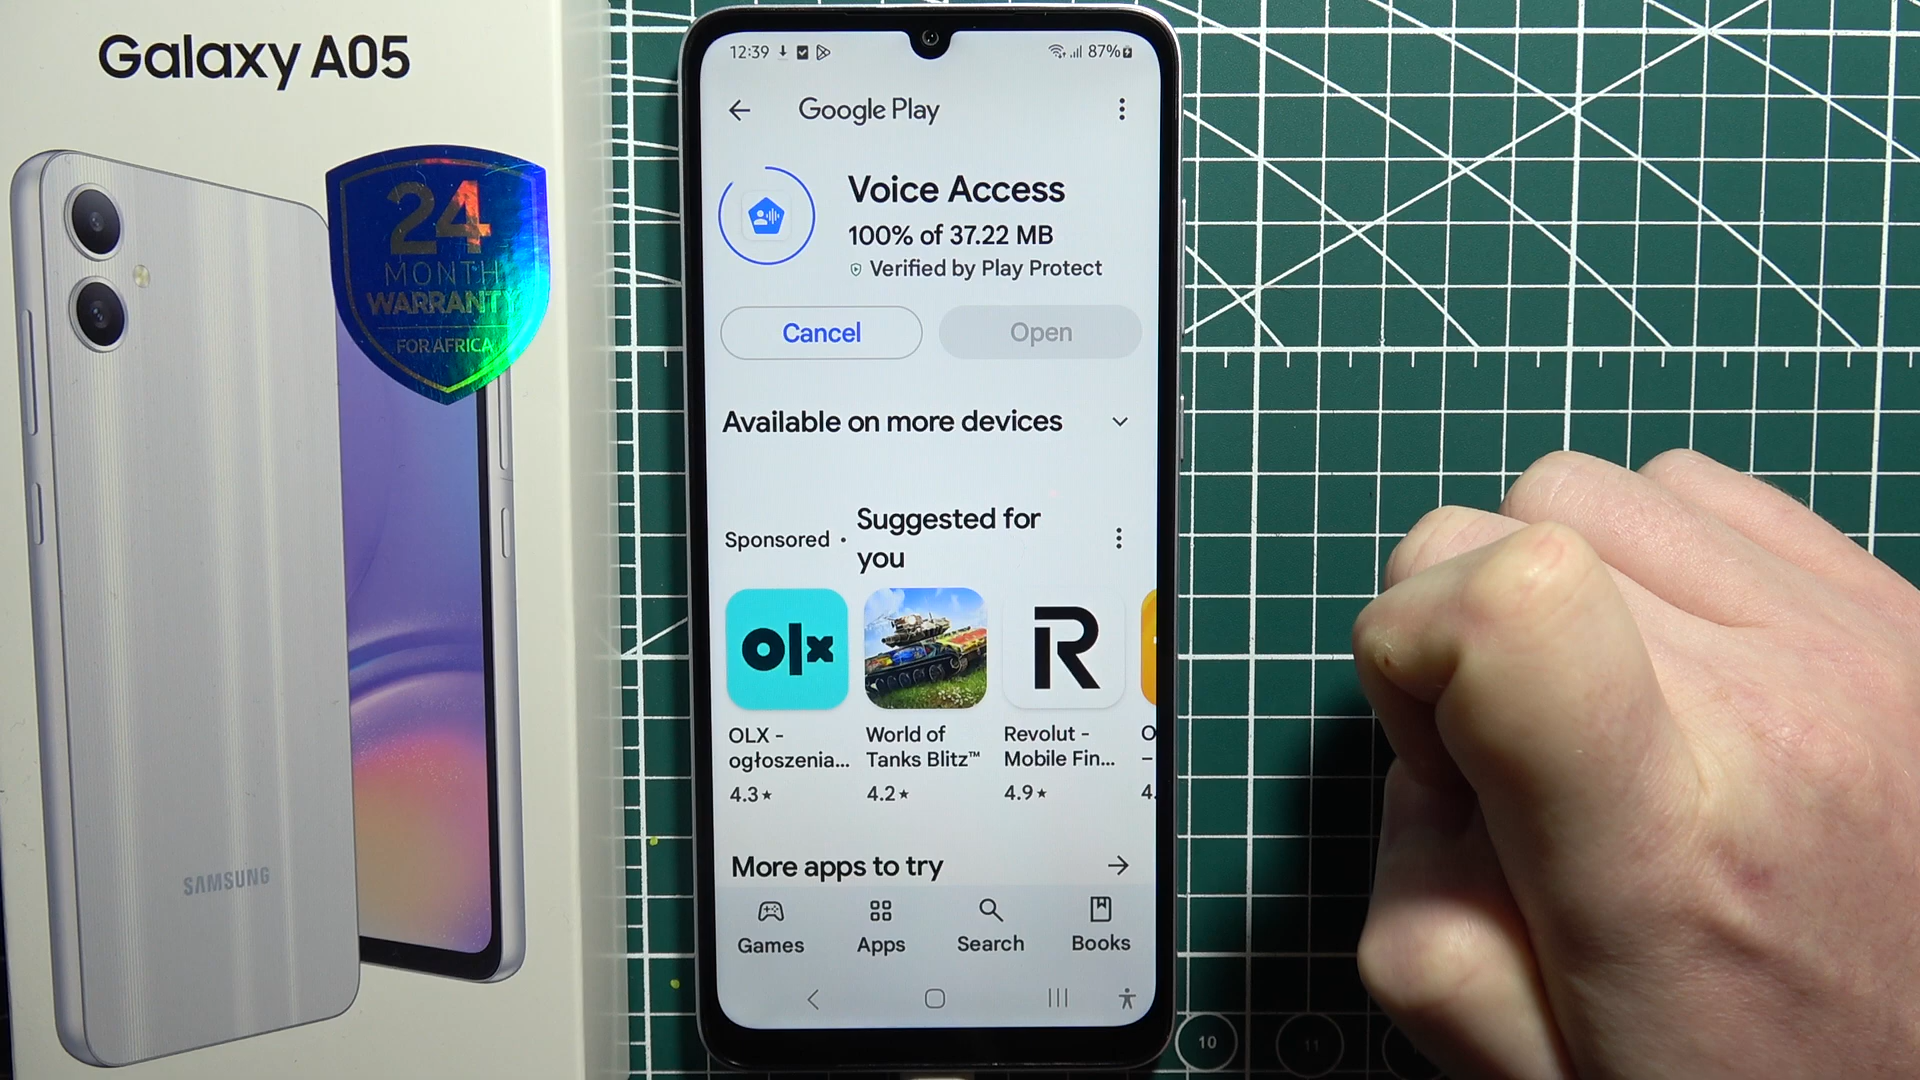 Galaxy A05
24
MONTH
WARRANTY
FOR AFRICA
SAMSUNG
12:39
87%
Google Play
Voice Access
100% of 37.22 MB
Verified by Play Protect
Cancel
Open
Available on more devices
Sponsored •
Suggested for
you
olx
R
OLX -
ogłoszenia...
4.3★
World of
Tanks Blitz™
4.2★
Revolut -
Mobile Fin...
4.9★
O
–
4.
More apps to try
Games
Apps
Search
Books
10
11